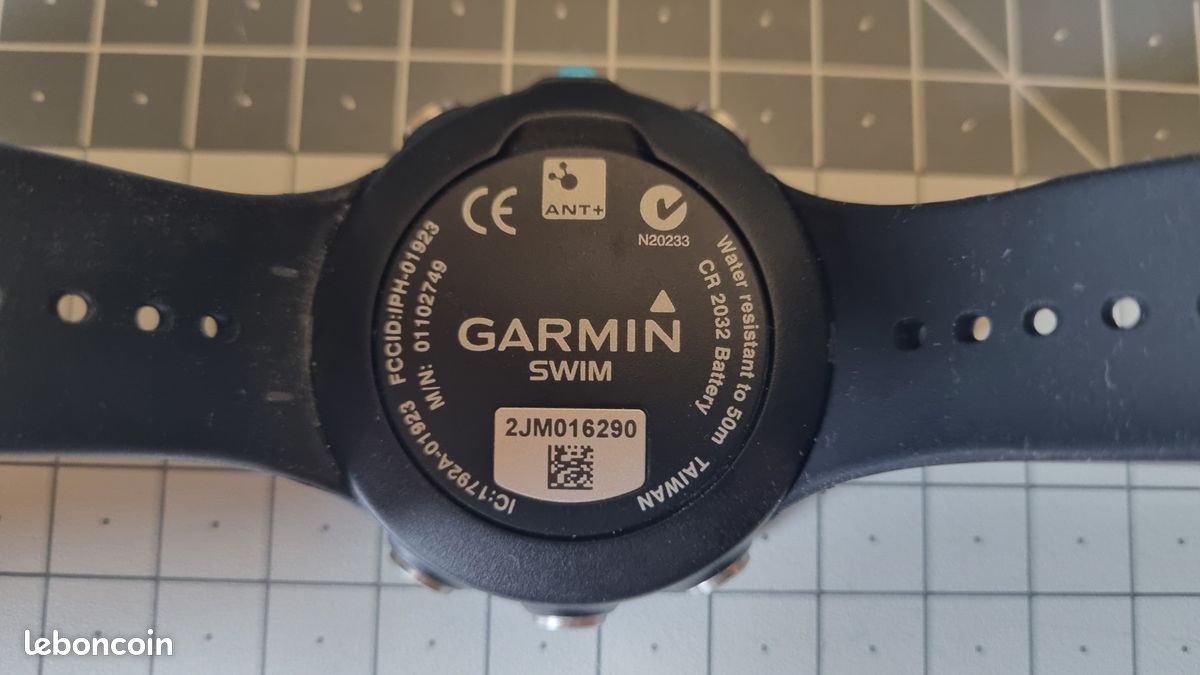 CE
ANT+
N20233
Water resistant to 50m
CR 2032 Battery
TAIWAN
IC:1792A-01923 FCCID:IPH-01923
M/N: 01102749
GARMIN
SWIM
2JM016290
leboncoin